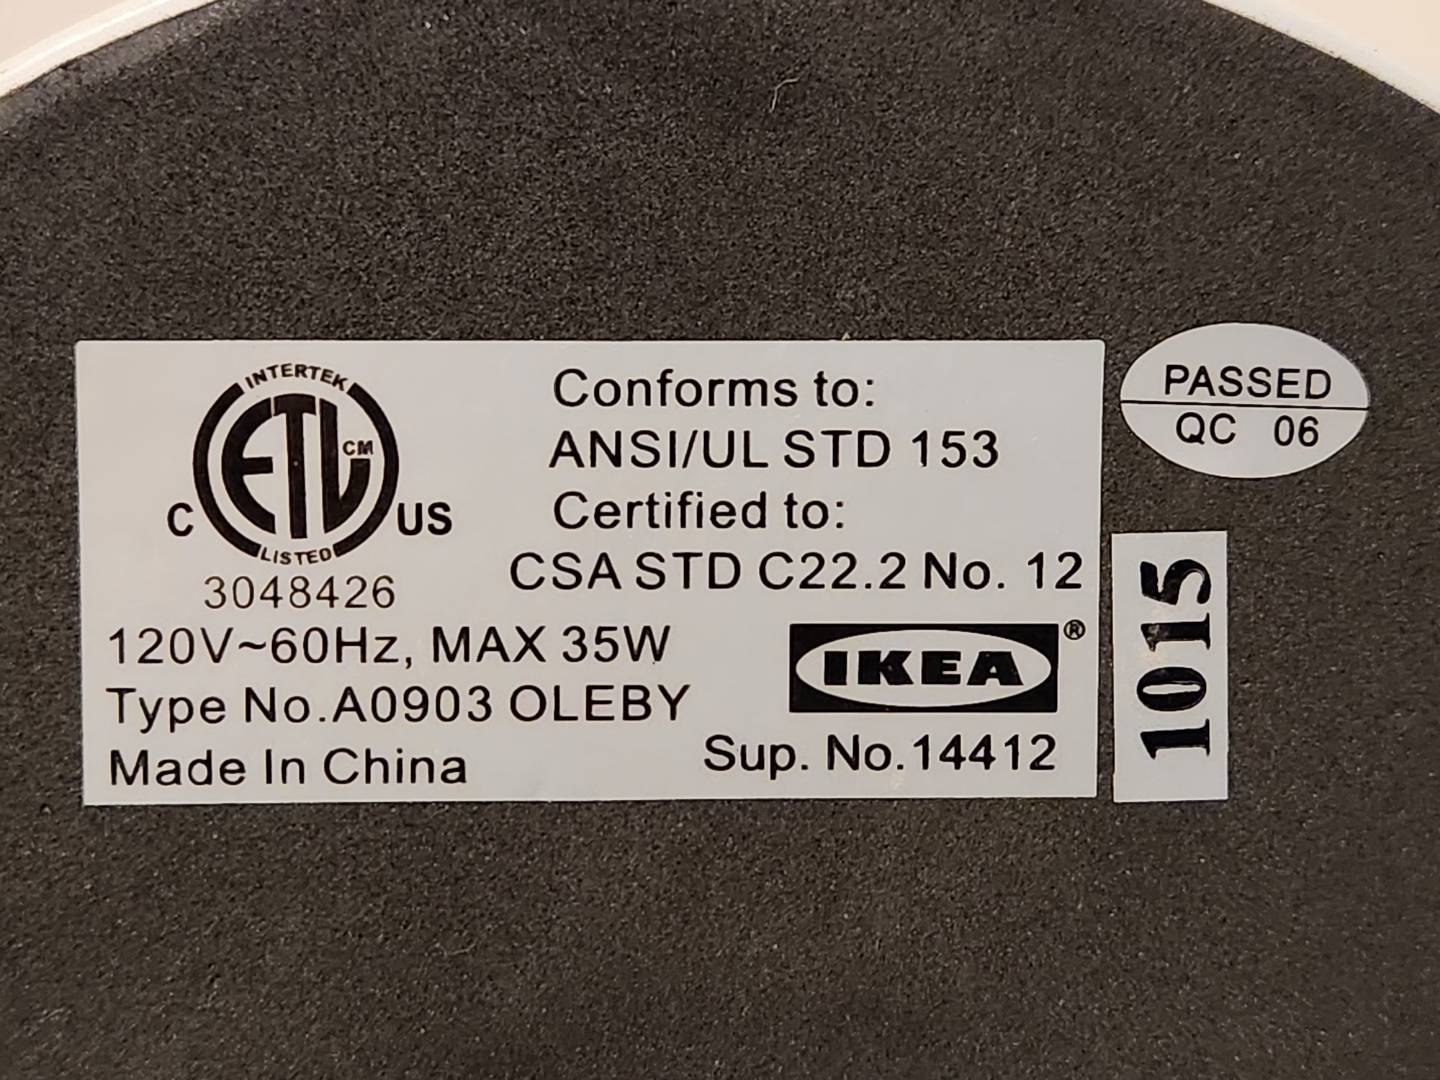 INTERTEK
ETL CM
C US
LISTED
3048426
Conforms to:
ANSI/UL STD 153
Certified to:
CSA STD C22.2 No. 12
120V~60Hz, MAX 35W
Type No.A0903 OLEBY
Made In China
IKEA®
Sup. No.14412
PASSED
QC 06
1015